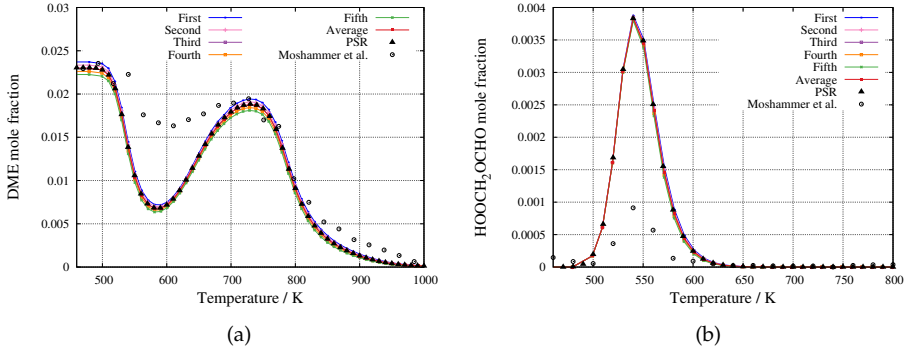 First
Second
Third
Fourth
Fifth
Average
PSR
Moshammer et al.
DME mole fraction
0.03
0.025
0.02
0.015
0.01
0.005
0
500
600
700
800
900
1000
Temperature / K
(a)
First
Second
Third
Fourth
Fifth
Average
PSR
Moshammer et al.
HOOCH2OCHO mole fraction
0.004
0.0035
0.003
0.0025
0.002
0.0015
0.001
0.0005
0
500
550
600
650
700
750
800
Temperature / K
(b)